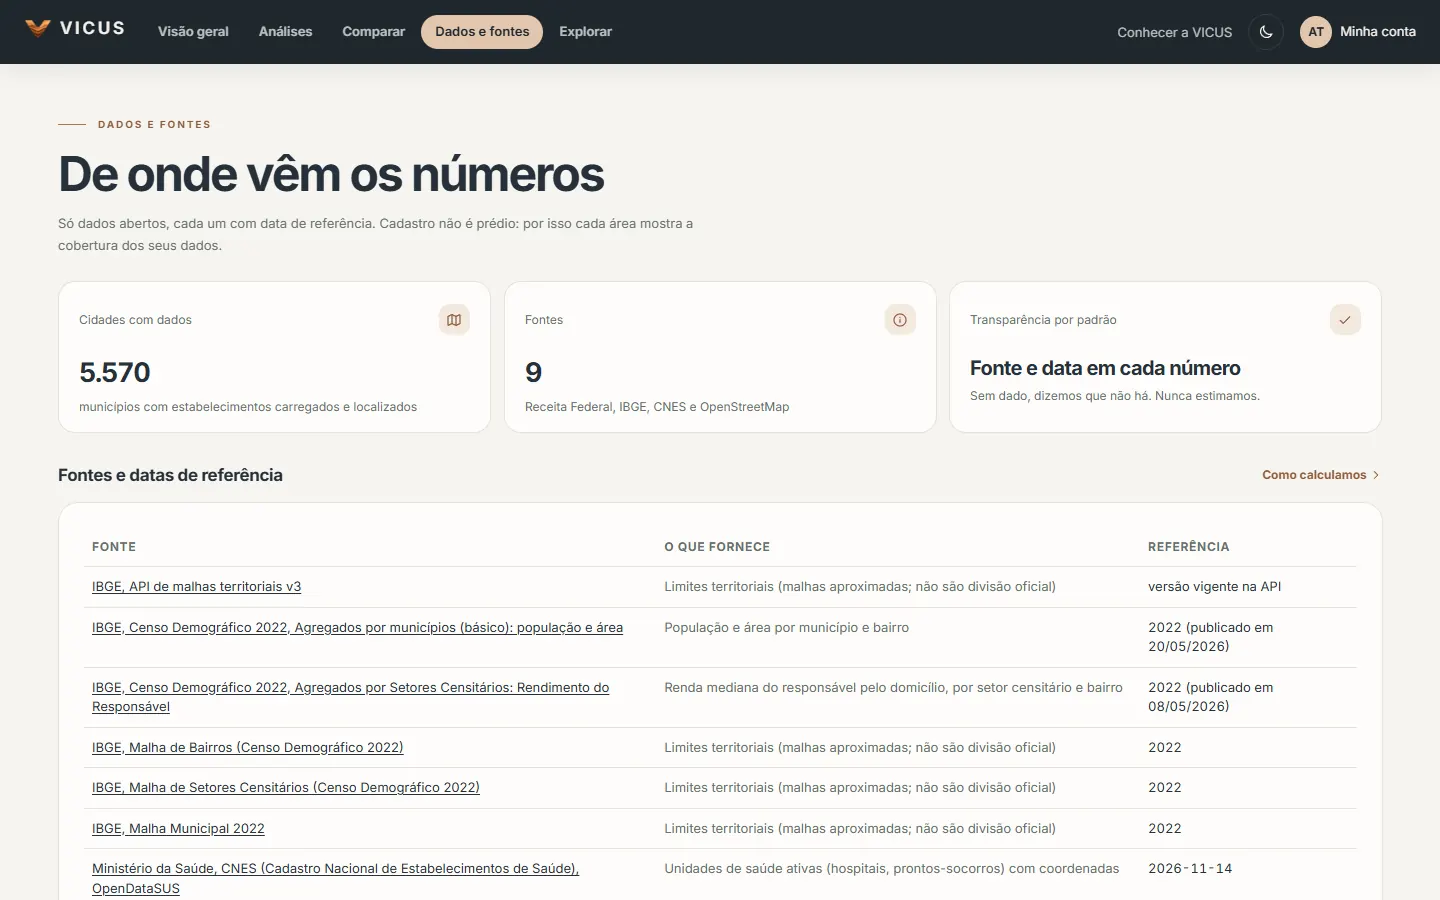 VICUS
Visão geral
Análises
Comparar
Dados e fontes
Explorar
Conhecer a VICUS
AT
Minha conta
DADOS E FONTES
De onde vêm os números
Só dados abertos, cada um com data de referência. Cadastro não é prédio: por isso cada área mostra a
cobertura dos seus dados.
Cidades com dados
5.570
municípios com estabelecimentos carregados e localizados
Fontes
9
Receita Federal, IBGE, CNES e OpenStreetMap
Transparência por padrão
Fonte e data em cada número
Sem dado, dizemos que não há. Nunca estimamos.
Fontes e datas de referência
Como calculamos
FONTE
O QUE FORNECE
REFERÊNCIA
IBGE, API de malhas territoriais v3
Limites territoriais (malhas aproximadas; não são divisão oficial)
versão vigente na API
IBGE, Censo Demográfico 2022, Agregados por municípios (básico): população e área
População e área por município e bairro
2022 (publicado em
20/05/2026)
IBGE, Censo Demográfico 2022, Agregados por Setores Censitários: Rendimento do
Responsável
Renda mediana do responsável pelo domicílio, por setor censitário e bairro
2022 (publicado em
08/05/2026)
IBGE, Malha de Bairros (Censo Demográfico 2022)
Limites territoriais (malhas aproximadas; não são divisão oficial)
2022
IBGE, Malha de Setores Censitários (Censo Demográfico 2022)
Limites territoriais (malhas aproximadas; não são divisão oficial)
2022
IBGE, Malha Municipal 2022
Limites territoriais (malhas aproximadas; não são divisão oficial)
2022
Ministério da Saúde, CNES (Cadastro Nacional de Estabelecimentos de Saúde),
OpenDataSUS
Unidades de saúde ativas (hospitais, prontos-socorros) com coordenadas
2026-11-14